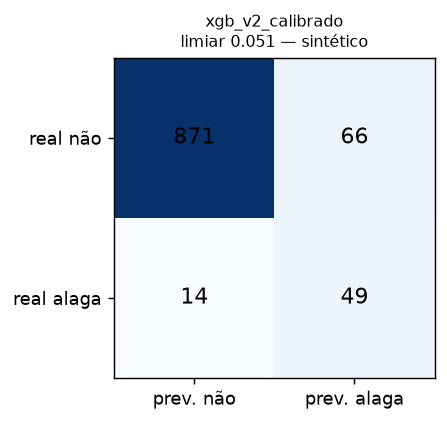 xgb_v2_calibrado
limiar 0.051 — sintético
real não
871
66
real alaga
14
49
prev. não
prev. alaga